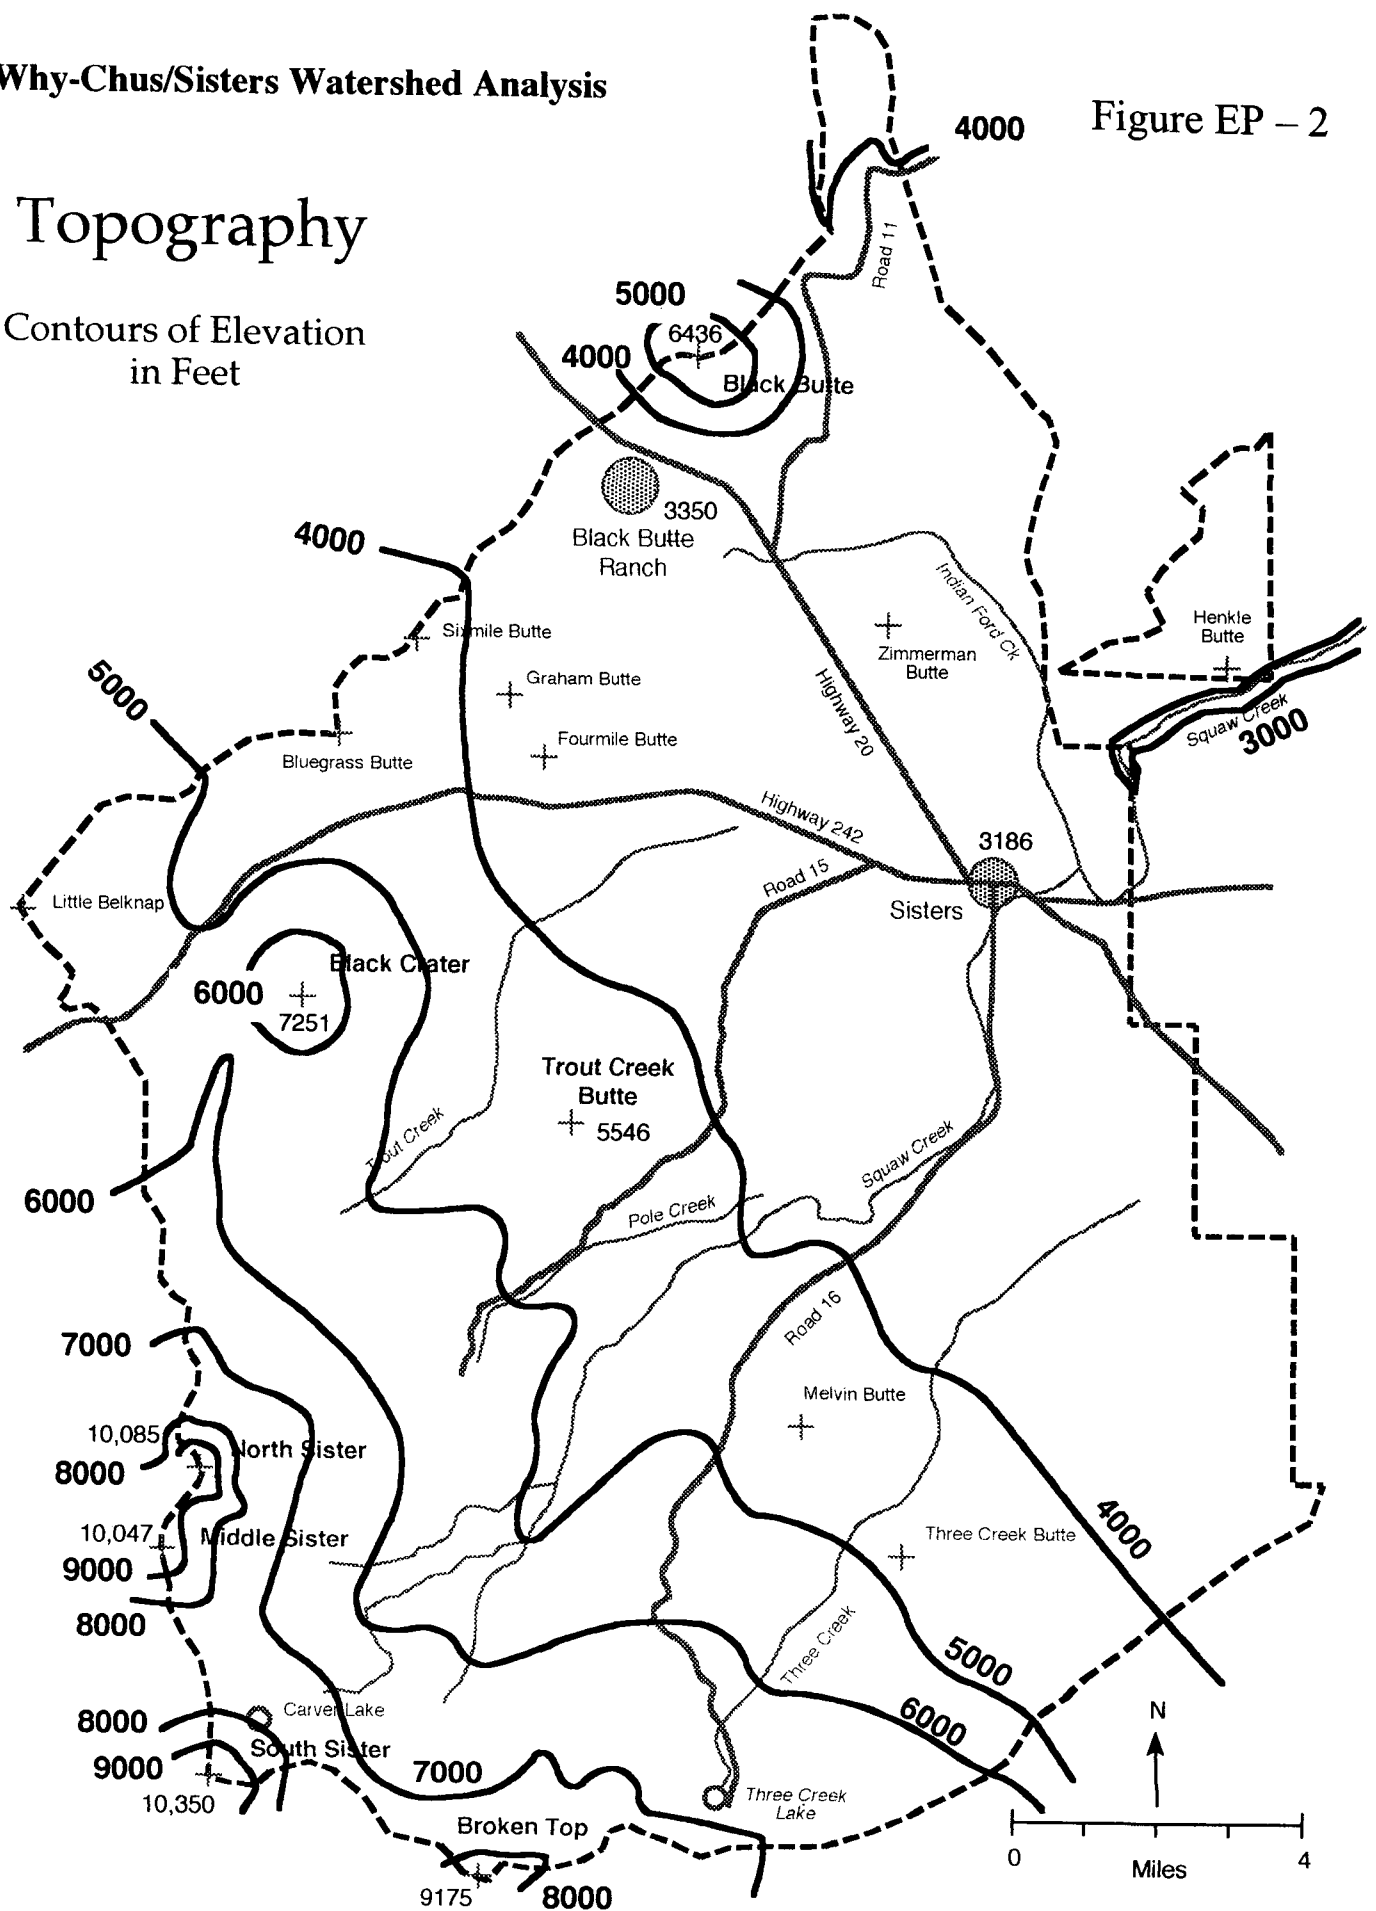 Why-Chus/Sisters Watershed Analysis
Figure EP – 2
4000
Topography
Contours of Elevation
in Feet
Road 11
5000
6436
4000
Black Butte
3350
Black Butte
Ranch
4000
Indian Ford Ck
Sixmile Butte
Henkle
Butte
Zimmerman
Butte
5000
Graham Butte
Highway 20
Squaw Creek
3000
Fourmile Butte
Bluegrass Butte
Highway 242
3186
Road 15
Little Belknap
Sisters
Black Crater
6000
7251
Trout Creek
Butte
5546
Trout Creek
Squaw Creek
6000
Pole Creek
Road 16
7000
Melvin Butte
10,085
North Sister
8000
10,047
Middle Sister
Three Creek Butte
4000
9000
8000
Three Creek
5000
Carver Lake
8000
6000
N
South Sister
9000
7000
10,350
Three Creek
Lake
Broken Top
0
Miles
4
9175
8000